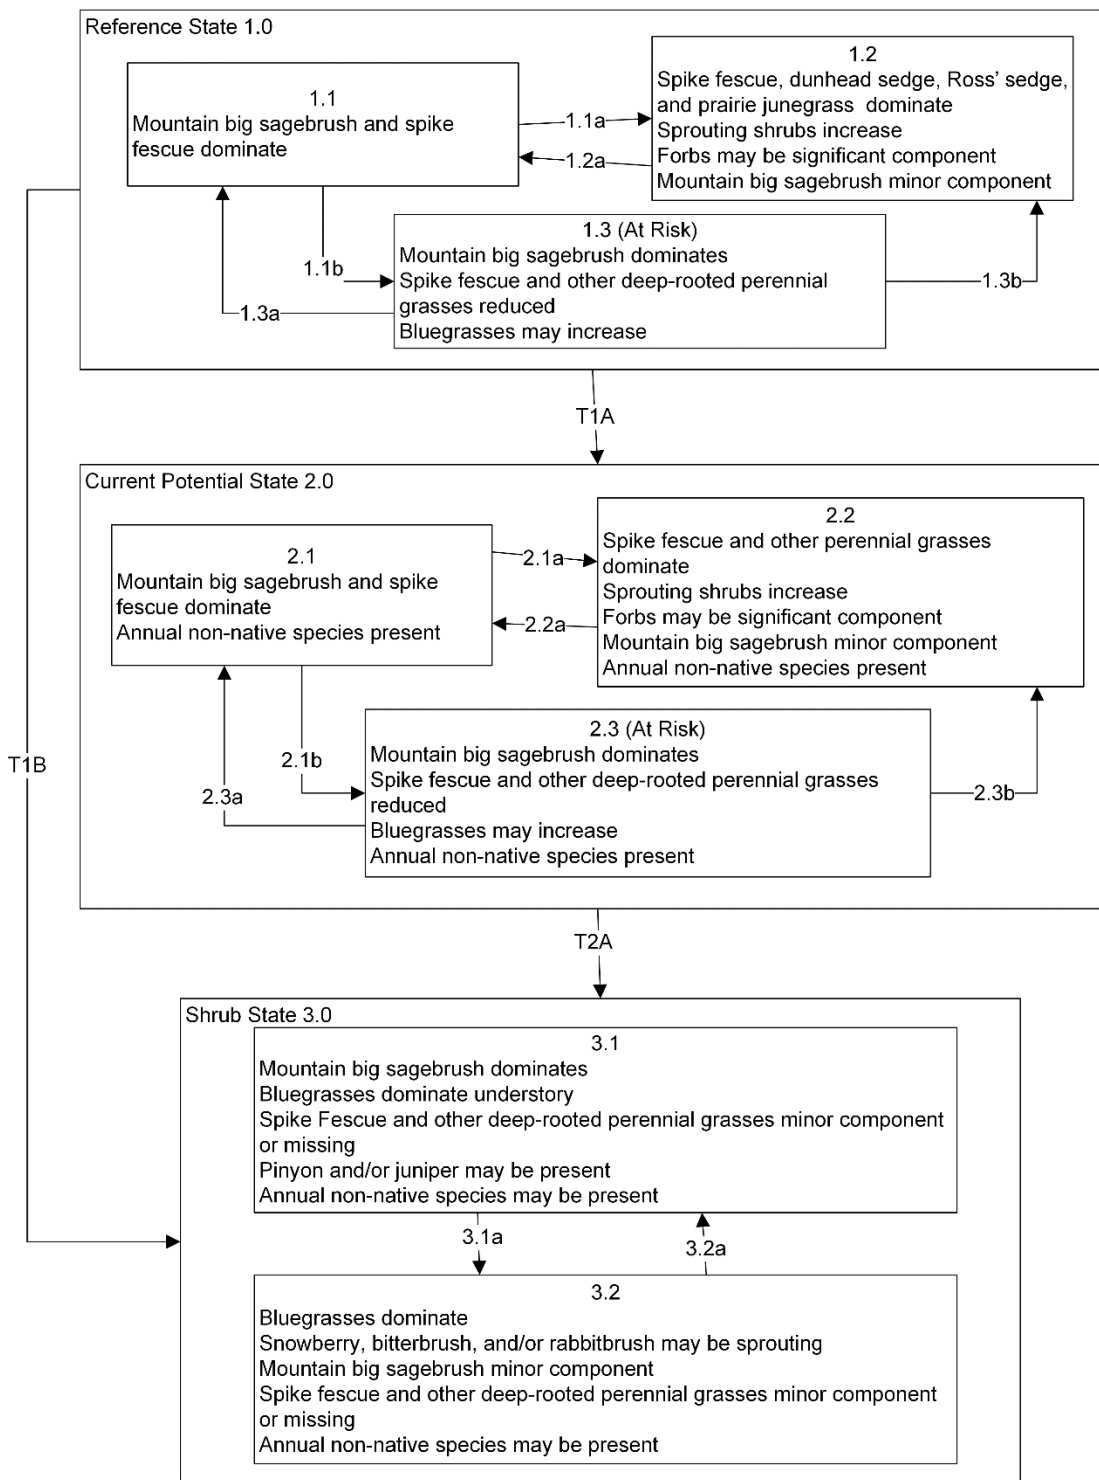 Reference State 1.0
1.1
Mountain big sagebrush and spike
fescue dominate
1.1a
1.2a
1.2
Spike fescue, dunhead sedge, Ross' sedge,
and prairie junegrass dominate
Sprouting shrubs increase
Forbs may be significant component
Mountain big sagebrush minor component
1.1b
1.3a
1.3 (At Risk)
Mountain big sagebrush dominates
Spike fescue and other deep-rooted perennial
grasses reduced
Bluegrasses may increase
1.3b
T1A
T1B
Current Potential State 2.0
2.1
Mountain big sagebrush and spike
fescue dominate
Annual non-native species present
2.1a
2.2a
2.2
Spike fescue and other perennial grasses
dominate
Sprouting shrubs increase
Forbs may be significant component
Mountain big sagebrush minor component
Annual non-native species present
2.1b
2.3a
2.3 (At Risk)
Mountain big sagebrush dominates
Spike fescue and other deep-rooted perennial grasses
reduced
Bluegrasses may increase
Annual non-native species present
2.3b
T2A
Shrub State 3.0
3.1
Mountain big sagebrush dominates
Bluegrasses dominate understory
Spike Fescue and other deep-rooted perennial grasses minor component
or missing
Pinyon and/or juniper may be present
Annual non-native species may be present
3.1a
3.2a
3.2
Bluegrasses dominate
Snowberry, bitterbrush, and/or rabbitbrush may be sprouting
Mountain big sagebrush minor component
Spike fescue and other deep-rooted perennial grasses minor component
or missing
Annual non-native species may be present